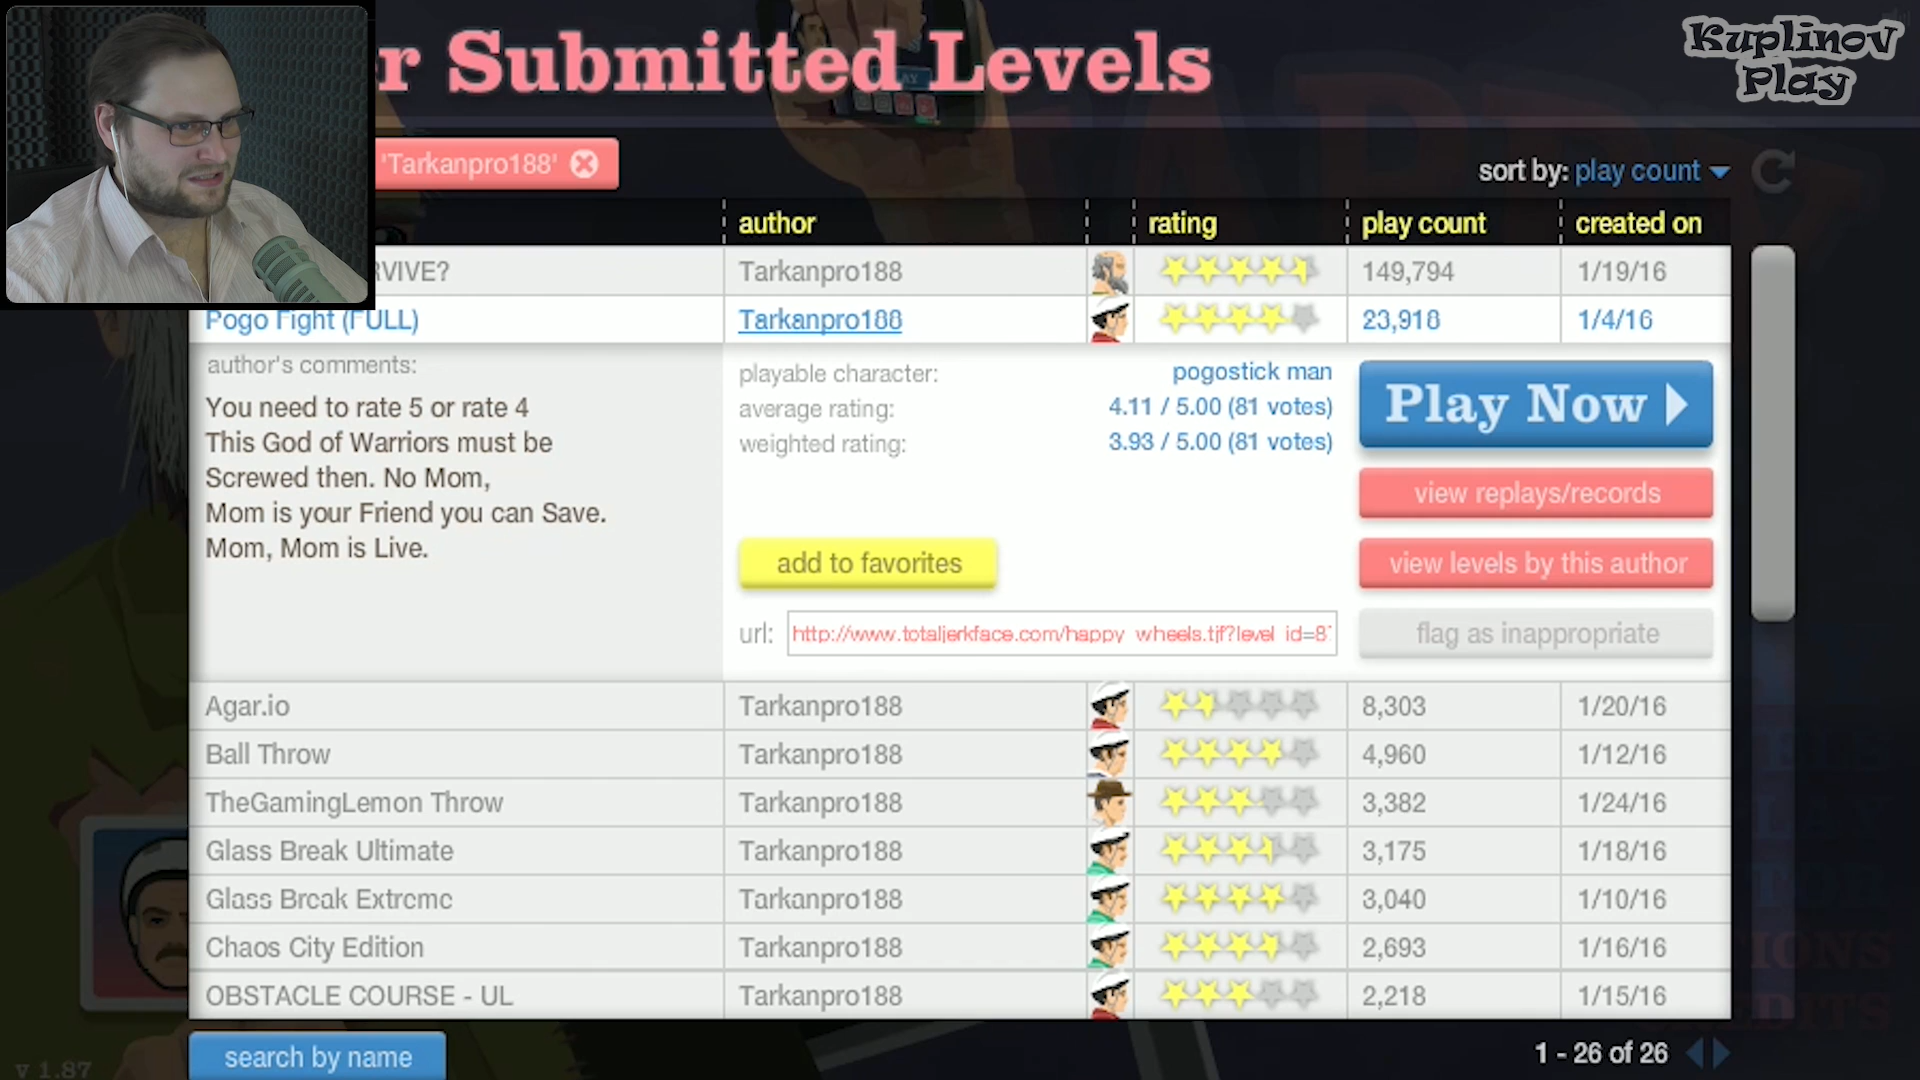 r Submitted Levels
Kuplinov
Play
'Tarkanpro188'
sort by: play count
author rating play count created on
RVIVE? Tarkanpro188 149,794 1/19/16
Pogo Fight (FULL) Tarkanpro188 23,918 1/4/16
author's comments:
You need to rate 5 or rate 4
This God of Warriors must be
Screwed then. No Mom,
Mom is your Friend you can Save.
Mom, Mom is Live.
playable character: pogostick man
average rating: 4.11 / 5.00 (81 votes)
weighted rating: 3.93 / 5.00 (81 votes)
add to favorites
url: http://www.totaljerkface.com/happy_wheels.tjf?level_id=8
Play Now
view replays/records
view levels by this author
flag as inappropriate
Agar.io Tarkanpro188 8,303 1/20/16
Ball Throw Tarkanpro188 4,960 1/12/16
TheGamingLemon Throw Tarkanpro188 3,382 1/24/16
Glass Break Ultimate Tarkanpro188 3,175 1/18/16
Glass Break Extreme Tarkanpro188 3,040 1/10/16
Chaos City Edition Tarkanpro188 2,693 1/16/16
OBSTACLE COURSE - UL Tarkanpro188 2,218 1/15/16
search by name
1 - 26 of 26
v 1.87